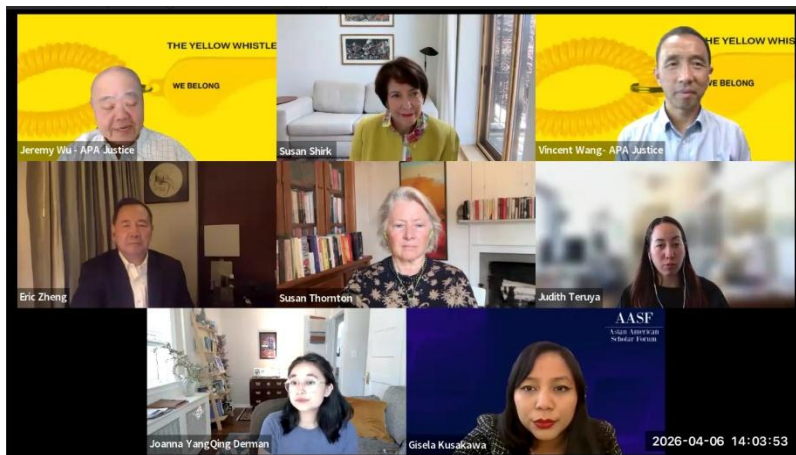 THE YELLOW WHISTLE
WE BELONG
Jeremy Wu - APA Justice
Susan Shirk
THE YELLOW WHIS
WE BELONG
Vincent Wang- APA Justice
Eric Zheng
Susan Thornton
Judith Teruya
Joanna YangQing Derman
AASF
Asian American
Scholar Forum
Gisela Kusakawa
2026-04-06 14:03:53